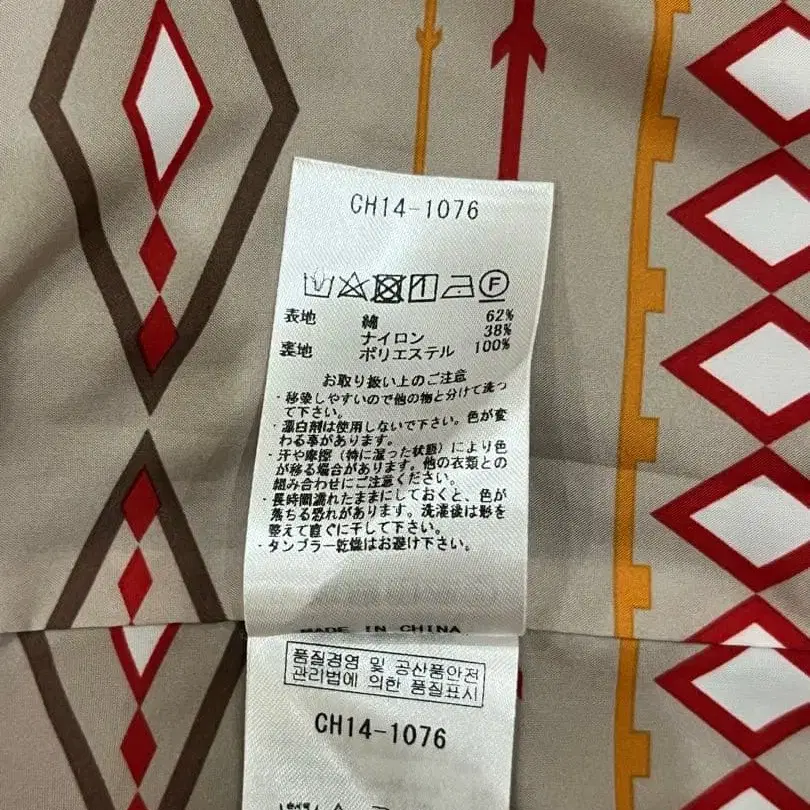 CH14-1076
F
表地 綿 62%
ナイロン 38%
裏地 ポリエステル 100%
お取り扱い上のご注意
・移染しやすいので他の物と分けて洗っ
て下さい。
・漂白剤は使用しないで下さい。色が変
わる事があります。
・汗や摩擦（特に湿った状態）により色
が移る場合があります。他の衣類との
組み合わせにご注意ください。
・長時間濡れたままにしておくと、色が
落ちる恐れがあります。洗濯後は形を
整えて直ぐに干して下さい。
・タンブラー乾燥はお避け下さい。
MADE IN CHINA
품질경영 및 공산품안전
관리법에 의한 품질표시
CH14-1076